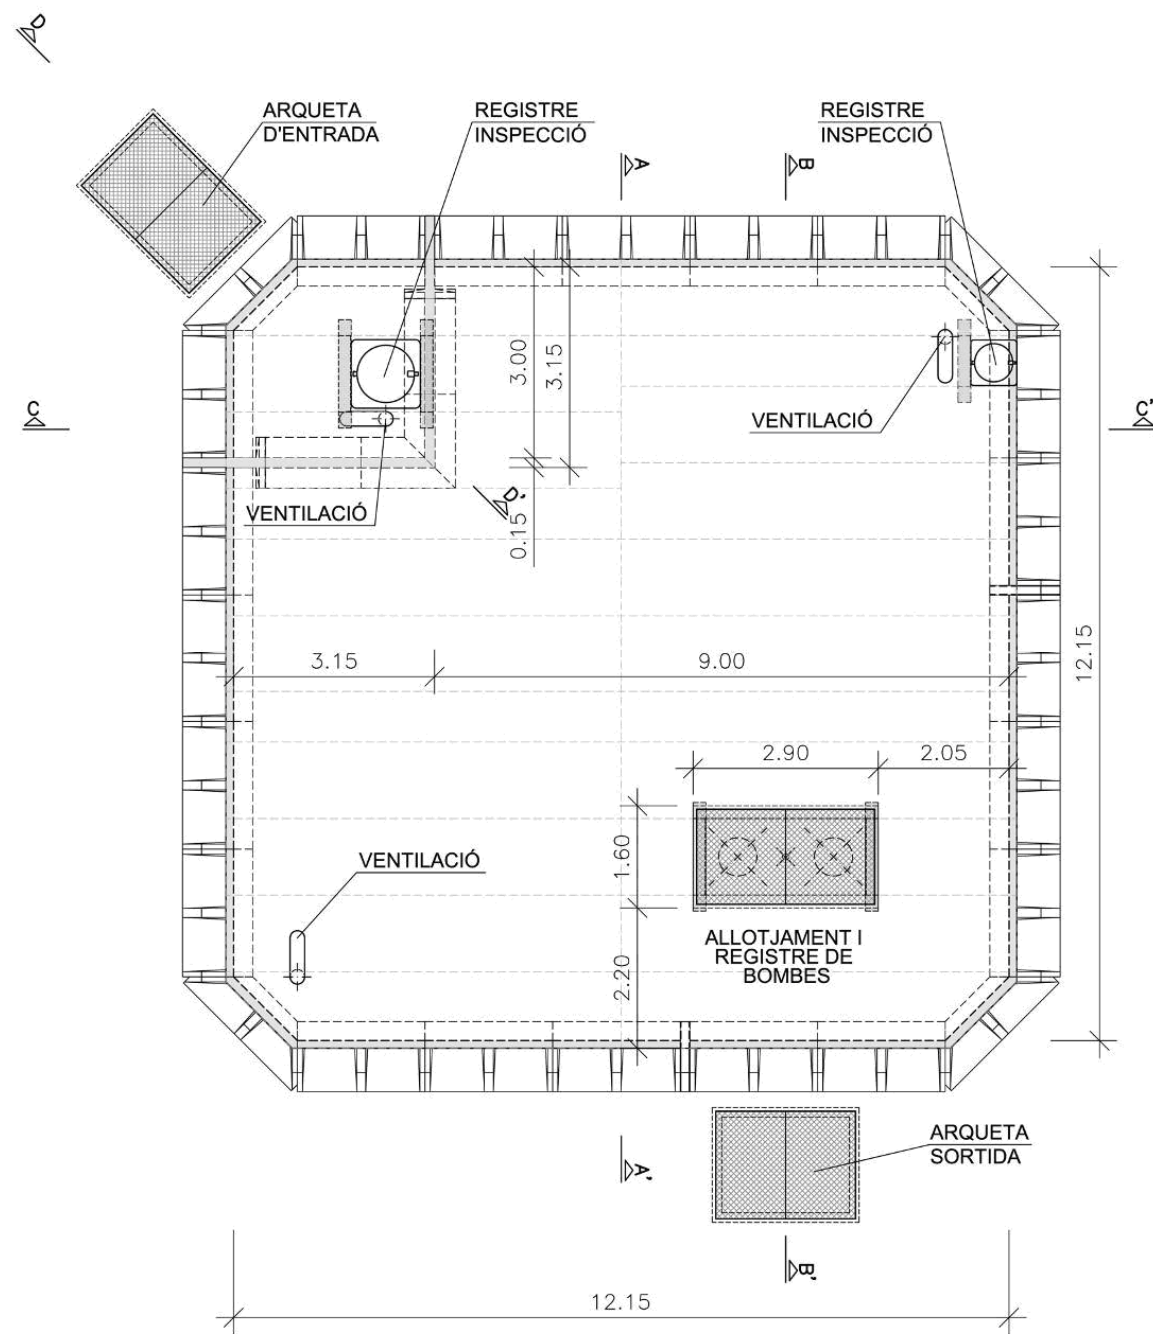 D
ARQUETA
D'ENTRADA
REGISTRE
INSPECCIÓ
REGISTRE
INSPECCIÓ
A
B
3.00
3.15
C
C'
VENTILACIÓ
VENTILACIÓ
D'
0.15
3.15
9.00
12.15
2.90
2.05
1.60
VENTILACIÓ
ALLOTJAMENT I
REGISTRE DE
BOMBES
2.20
ARQUETA
SORTIDA
A'
B'
12.15